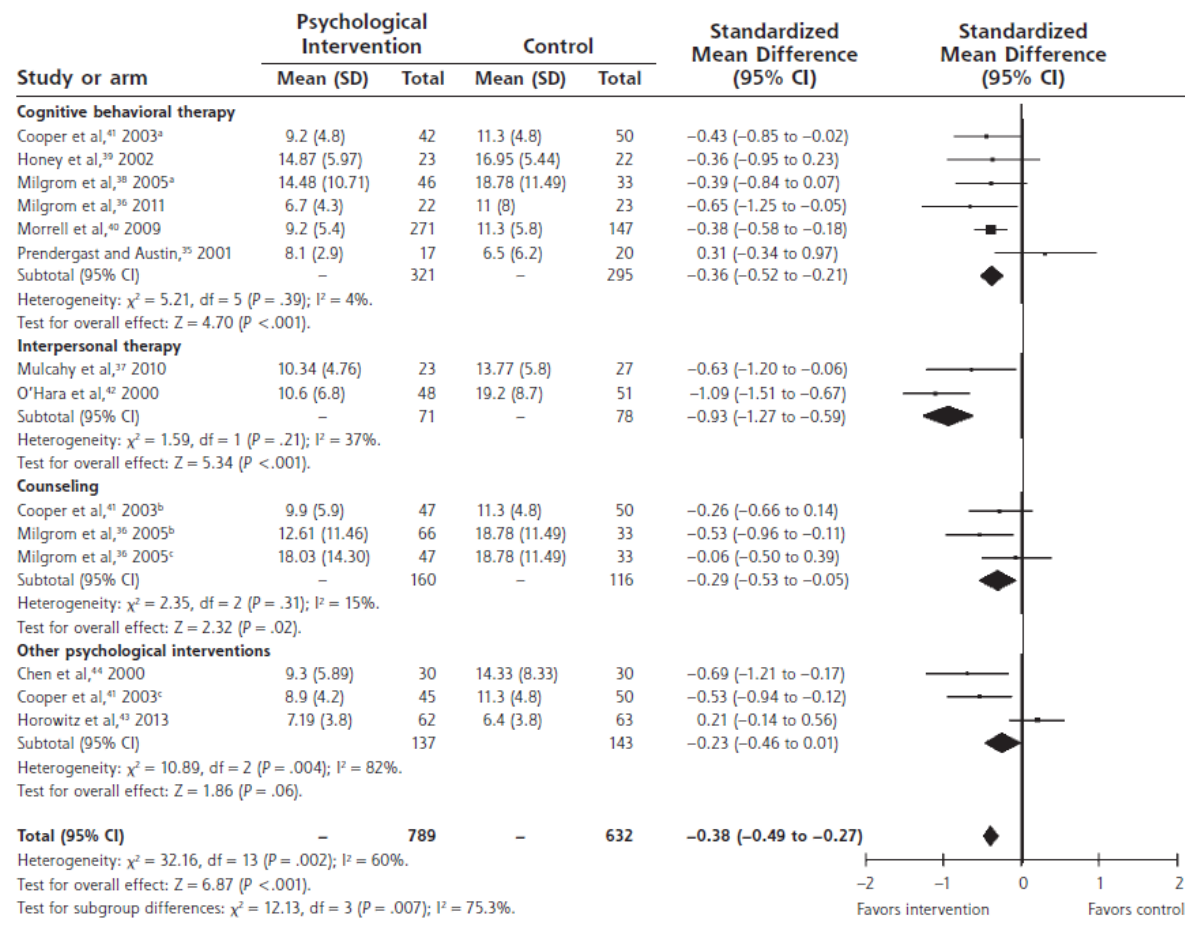 Psychological Intervention Control Standardized Mean Difference (95% CI) Standardized Mean Difference (95% CI)
Study or arm Mean (SD) Total Mean (SD) Total
Cognitive behavioral therapy
Cooper et al,⁴¹ 2003ᵃ 9.2 (4.8) 42 11.3 (4.8) 50 −0.43 (−0.85 to −0.02)
Honey et al,³⁹ 2002 14.87 (5.97) 23 16.95 (5.44) 22 −0.36 (−0.95 to 0.23)
Milgrom et al,³⁸ 2005ᵃ 14.48 (10.71) 46 18.78 (11.49) 33 −0.39 (−0.84 to 0.07)
Milgrom et al,³⁶ 2011 6.7 (4.3) 22 11 (8) 23 −0.65 (−1.25 to −0.05)
Morrell et al,⁴⁰ 2009 9.2 (5.4) 271 11.3 (5.8) 147 −0.38 (−0.58 to −0.18)
Prendergast and Austin,³⁵ 2001 8.1 (2.9) 17 6.5 (6.2) 20 0.31 (−0.34 to 0.97)
Subtotal (95% CI) – 321 – 295 −0.36 (−0.52 to −0.21)
Heterogeneity: χ² = 5.21, df = 5 (P = .39); I² = 4%.
Test for overall effect: Z = 4.70 (P <.001).
Interpersonal therapy
Mulcahy et al,³⁷ 2010 10.34 (4.76) 23 13.77 (5.8) 27 −0.63 (−1.20 to −0.06)
O'Hara et al,⁴² 2000 10.6 (6.8) 48 19.2 (8.7) 51 −1.09 (−1.51 to −0.67)
Subtotal (95% CI) – 71 – 78 −0.93 (−1.27 to −0.59)
Heterogeneity: χ² = 1.59, df = 1 (P = .21); I² = 37%.
Test for overall effect: Z = 5.34 (P <.001).
Counseling
Cooper et al,⁴¹ 2003ᵇ 9.9 (5.9) 47 11.3 (4.8) 50 −0.26 (−0.66 to 0.14)
Milgrom et al,³⁶ 2005ᵇ 12.61 (11.46) 66 18.78 (11.49) 33 −0.53 (−0.96 to −0.11)
Milgrom et al,³⁶ 2005ᶜ 18.03 (14.30) 47 18.78 (11.49) 33 −0.06 (−0.50 to 0.39)
Subtotal (95% CI) – 160 – 116 −0.29 (−0.53 to −0.05)
Heterogeneity: χ² = 2.35, df = 2 (P = .31); I² = 15%.
Test for overall effect: Z = 2.32 (P = .02).
Other psychological interventions
Chen et al,⁴⁴ 2000 9.3 (5.89) 30 14.33 (8.33) 30 −0.69 (−1.21 to −0.17)
Cooper et al,⁴¹ 2003ᶜ 8.9 (4.2) 45 11.3 (4.8) 50 −0.53 (−0.94 to −0.12)
Horowitz et al,⁴³ 2013 7.19 (3.8) 62 6.4 (3.8) 63 0.21 (−0.14 to 0.56)
Subtotal (95% CI) 137 143 −0.23 (−0.46 to 0.01)
Heterogeneity: χ² = 10.89, df = 2 (P = .004); I² = 82%.
Test for overall effect: Z = 1.86 (P = .06).
Total (95% CI) – 789 – 632 −0.38 (−0.49 to −0.27)
Heterogeneity: χ² = 32.16, df = 13 (P = .002); I² = 60%.
Test for overall effect: Z = 6.87 (P <.001).
Test for subgroup differences: χ² = 12.13, df = 3 (P = .007); I² = 75.3%.
−2 −1 0 1 2
Favors intervention Favors control